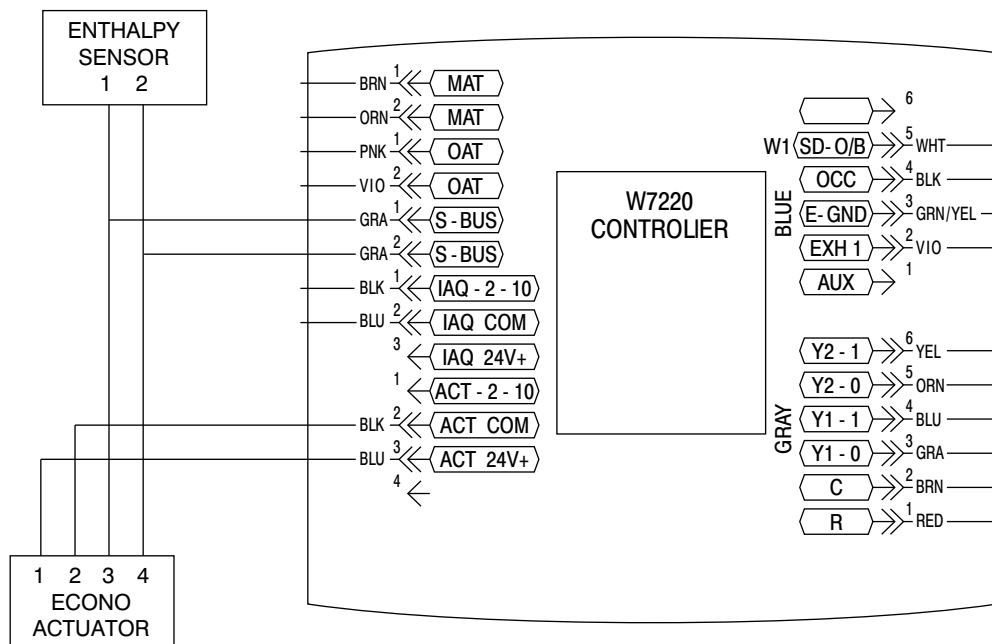 ENTHALPY
SENSOR
1 2
BRN 1 MAT
ORN 2 MAT
PNK 1 OAT
VIO 2 OAT
GRA 1 S-BUS
GRA 2 S-BUS
BLK 1 IAQ - 2 - 10
BLU 2 IAQ COM
3 IAQ 24V+
1 ACT - 2 - 10
BLK 2 ACT COM
BLU 3 ACT 24V+
4
1 2 3 4
ECONO
ACTUATOR
W7220
CONTROLIER
BLUE
6
W1 SD- O/B 5 WHT
OCC 4 BLK
E- GND 3 GRN/YEL
EXH 1 2 VIO
AUX 1
GRAY
Y2 - 1 6 YEL
Y2 - 0 5 ORN
Y1 - 1 4 BLU
Y1 - 0 3 GRA
C 2 BRN
R 1 RED